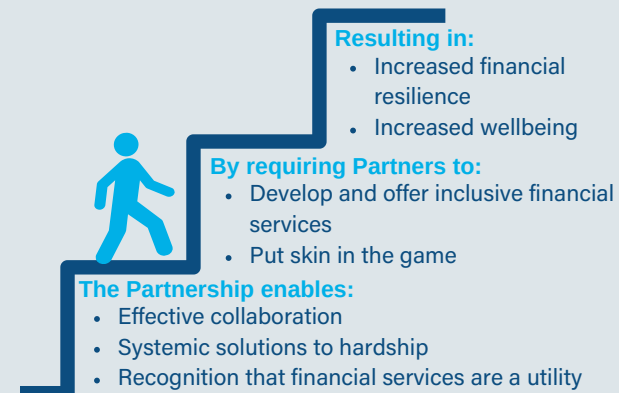 Resulting in:
• Increased financial
resilience
• Increased wellbeing
By requiring Partners to:
• Develop and offer inclusive financial
services
• Put skin in the game
The Partnership enables:
• Effective collaboration
• Systemic solutions to hardship
• Recognition that financial services are a utility